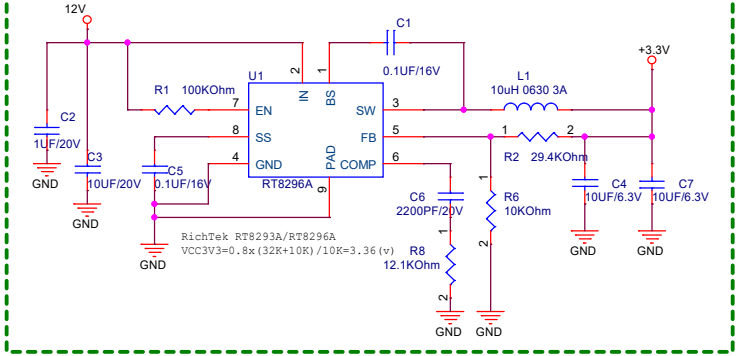 12V
C1
0.1UF/16V
+3.3V
L1
10uH 0630 3A
U1
2
1
IN
BS
R1 100KOhm
7
EN
SW
3
8
SS
FB
5
1
2
R2 29.4KOhm
4
GND
PAD
COMP
6
9
RT8296A
C2
1UF/20V
GND
C3
10UF/20V
GND
C5
0.1UF/16V
GND
C6
2200PF/20V
1
R8
12.1KOhm
2
GND
1
R6
10KOhm
2
GND
C4
10UF/6.3V
GND
C7
10UF/6.3V
GND
RichTek RT8293A/RT8296A
VCC3V3=0.8x(32K+10K)/10K=3.36(v)